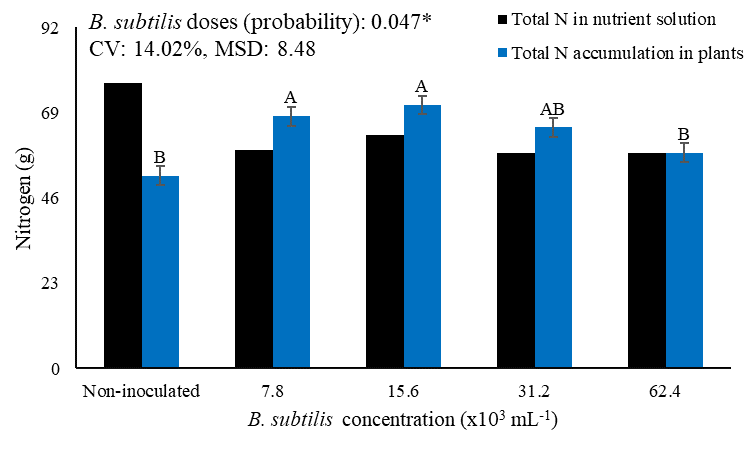 B. subtilis doses (probability): 0.047*
CV: 14.02%, MSD: 8.48
Total N in nutrient solution
Total N accumulation in plants
Nitrogen (g)
92
69
46
23
0
B
A
A
AB
B
Non-inoculated
7.8
15.6
31.2
62.4
B. subtilis concentration (x10³ mL⁻¹)